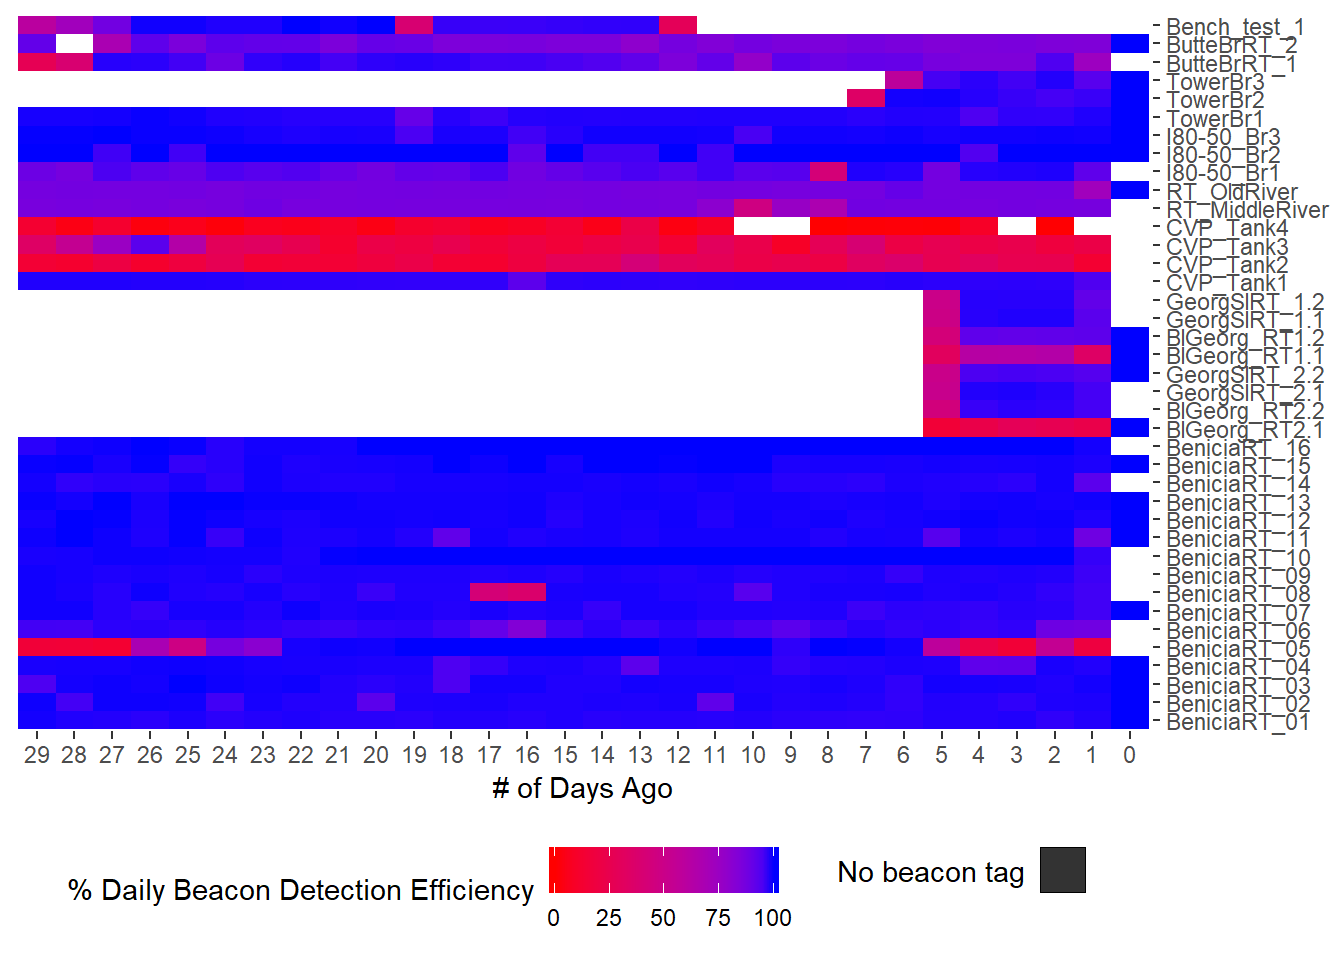 Bench_test_1
ButteBrRT_2
ButteBrRT_1
TowerBr3
TowerBr2
TowerBr1
I80-50_Br3
I80-50_Br2
I80-50_Br1
RT_OldRiver
RT_MiddleRiver
CVP_Tank4
CVP_Tank3
CVP_Tank2
CVP_Tank1
GeorgSlRT_1.2
GeorgSlRT_1.1
BlGeorg_RT1.2
BlGeorg_RT1.1
GeorgSlRT_2.2
GeorgSlRT_2.1
BlGeorg_RT2.2
BlGeorg_RT2.1
BeniciaRT_16
BeniciaRT_15
BeniciaRT_14
BeniciaRT_13
BeniciaRT_12
BeniciaRT_11
BeniciaRT_10
BeniciaRT_09
BeniciaRT_08
BeniciaRT_07
BeniciaRT_06
BeniciaRT_05
BeniciaRT_04
BeniciaRT_03
BeniciaRT_02
BeniciaRT_01
29 28 27 26 25 24 23 22 21 20 19 18 17 16 15 14 13 12 11 10 9 8 7 6 5 4 3 2 1 0
# of Days Ago
% Daily Beacon Detection Efficiency
0 25 50 75 100
No beacon tag